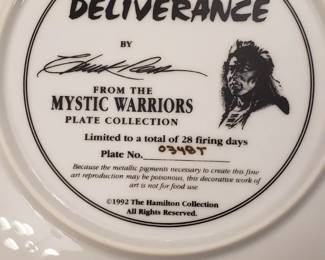 DELIVERANCE
BY
FROM THE
MYSTIC WARRIORS
PLATE COLLECTION
Limited to a total of 28 firing days
Plate No. 0348T
Because the metallic pigments necessary to create this fine
art reproduction may be poisonous, this decorative work of
art is not for food use
©1992 The Hamilton Collection
All Rights Reserved.